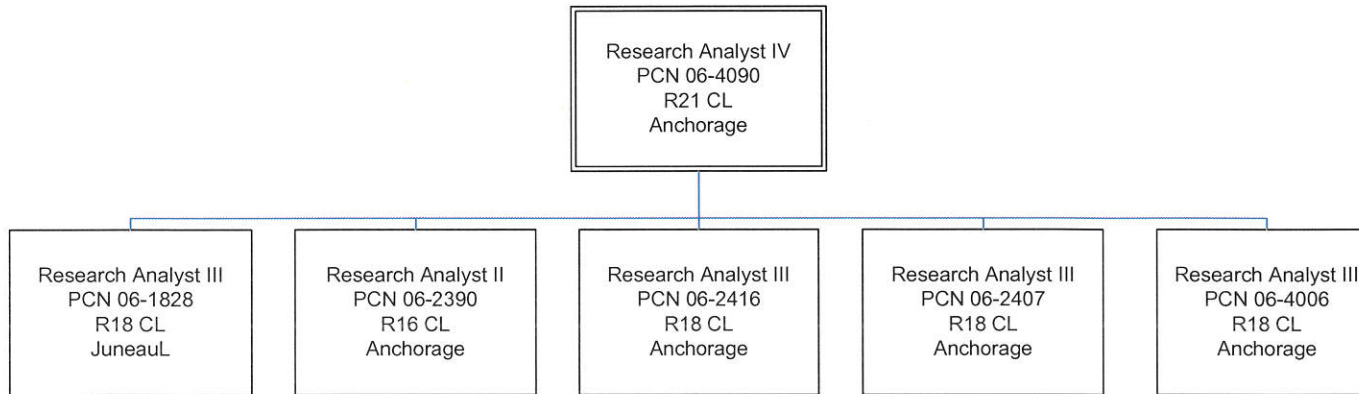 Research Analyst IV
PCN 06-4090
R21 CL
Anchorage
Research Analyst III
PCN 06-1828
R18 CL
JuneauL
Research Analyst II
PCN 06-2390
R16 CL
Anchorage
Research Analyst III
PCN 06-2416
R18 CL
Anchorage
Research Analyst III
PCN 06-2407
R18 CL
Anchorage
Research Analyst III
PCN 06-4006
R18 CL
Anchorage